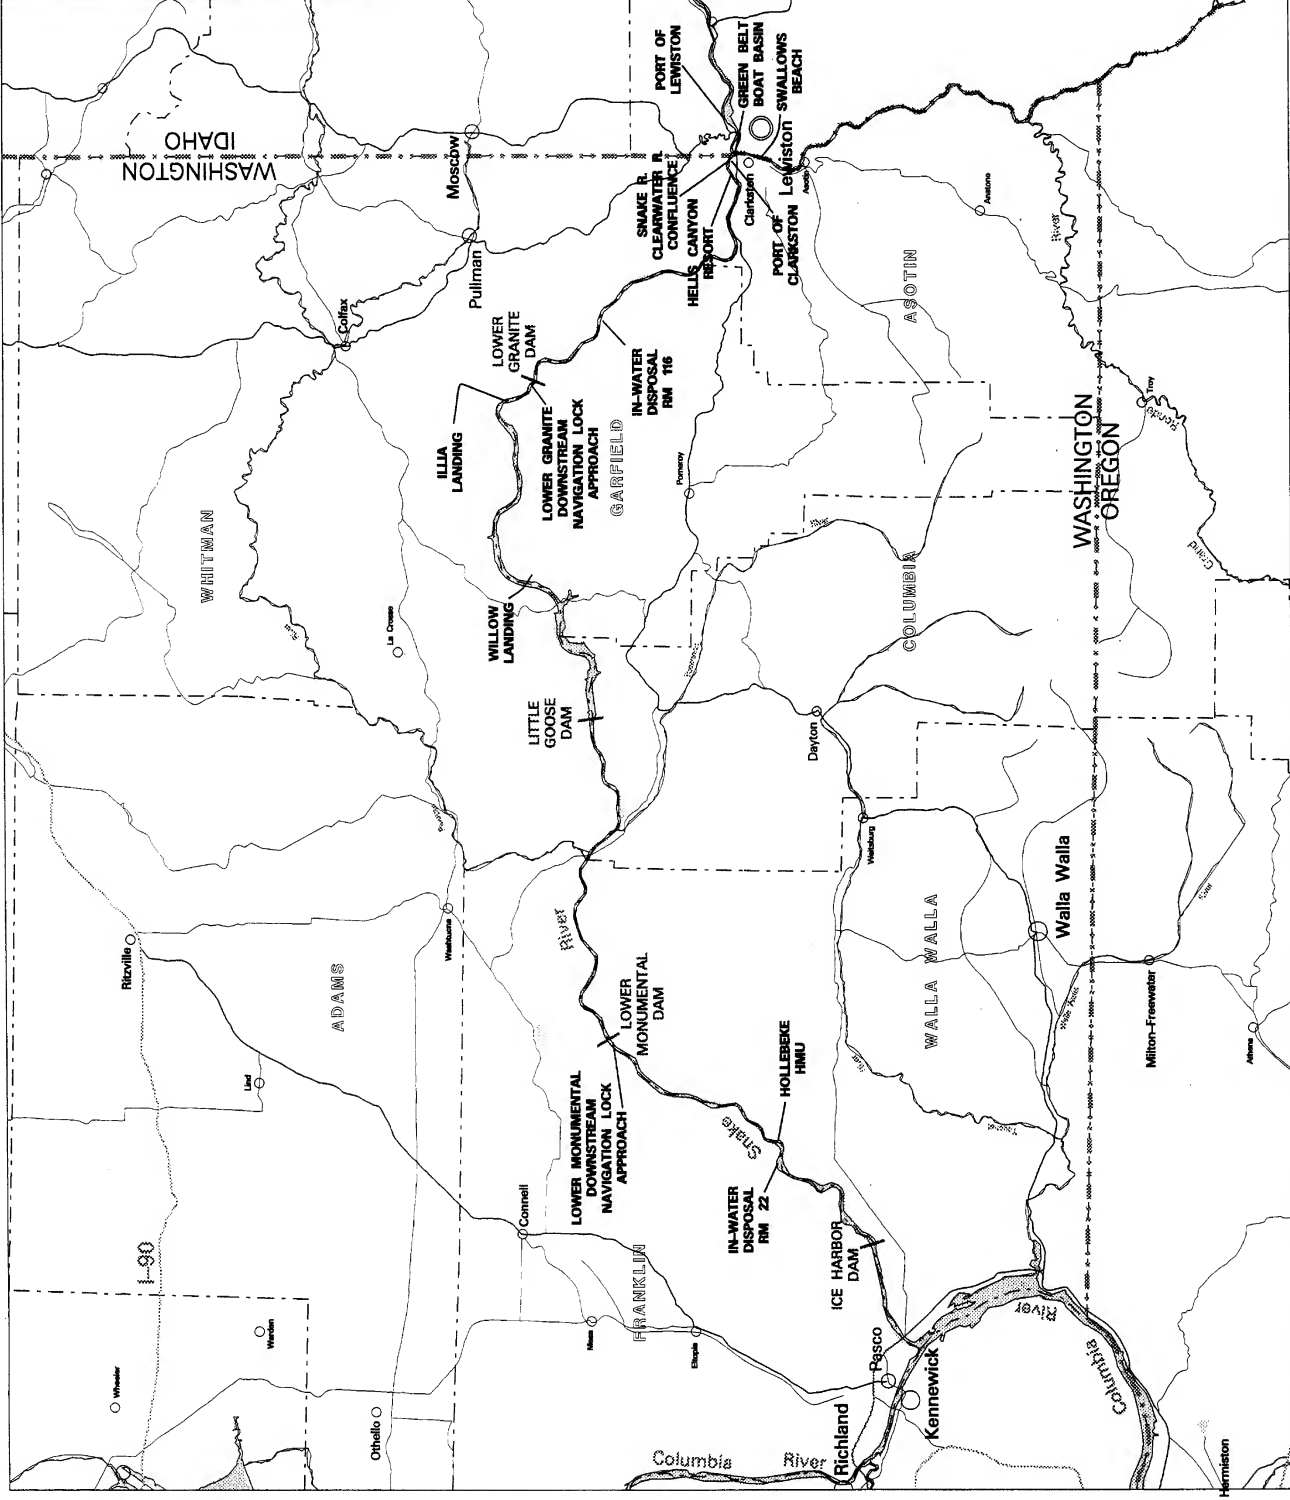 WASHINGTON
IDAHO
Moscow
Pullman
Colfax
PORT OF
LEWISTON
GREEN BELT
BOAT BASIN
SWALLOWS
BEACH
SNAKE R.
CLEARWATER R.
CONFLUENCE
HELLS CANYON
RESORT
Clarkston
Lewiston
Asotin
PORT OF
CLARKSTON
Anatone
River
ASOTIN
LOWER
GRANITE
DAM
IN-WATER
DISPOSAL
RM 116
ILLIA
LANDING
LOWER GRANITE
DOWNSTREAM
NAVIGATION LOCK
APPROACH
GARFIELD
Pomeroy
Troy
Ronde
Grand
WASHINGTON
OREGON
WHITMAN
La Crosse
WILLOW
LANDING
COLUMBIA
LITTLE
GOOSE
DAM
Dayton
Waitsburg
Walla Walla
WALLA WALLA
River
Milton-Freewater
Athena
Ritzville
ADAMS
Washtucna
Lind
River
LOWER
MONUMENTAL
DAM
LOWER MONUMENTAL
DOWNSTREAM
NAVIGATION LOCK
APPROACH
HOLLEBEKE
HMU
Snake
IN-WATER
DISPOSAL
RM 22
ICE HARBOR
DAM
Connell
FRANKLIN
I-90
Warden
Wheeler
Othello
Mesa
Eltopia
Pasco
Kennewick
Richland
Columbia River
River
Columbia
Hermiston